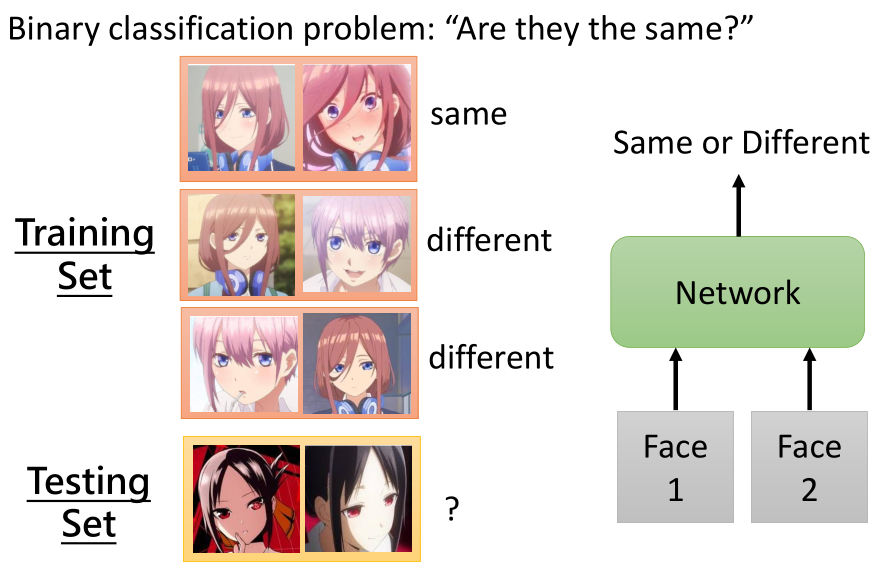 Binary classification problem: “Are they the same?”
same
Training
Set
different
different
Testing
Set
?
Same or Different
Network
Face
1
Face
2